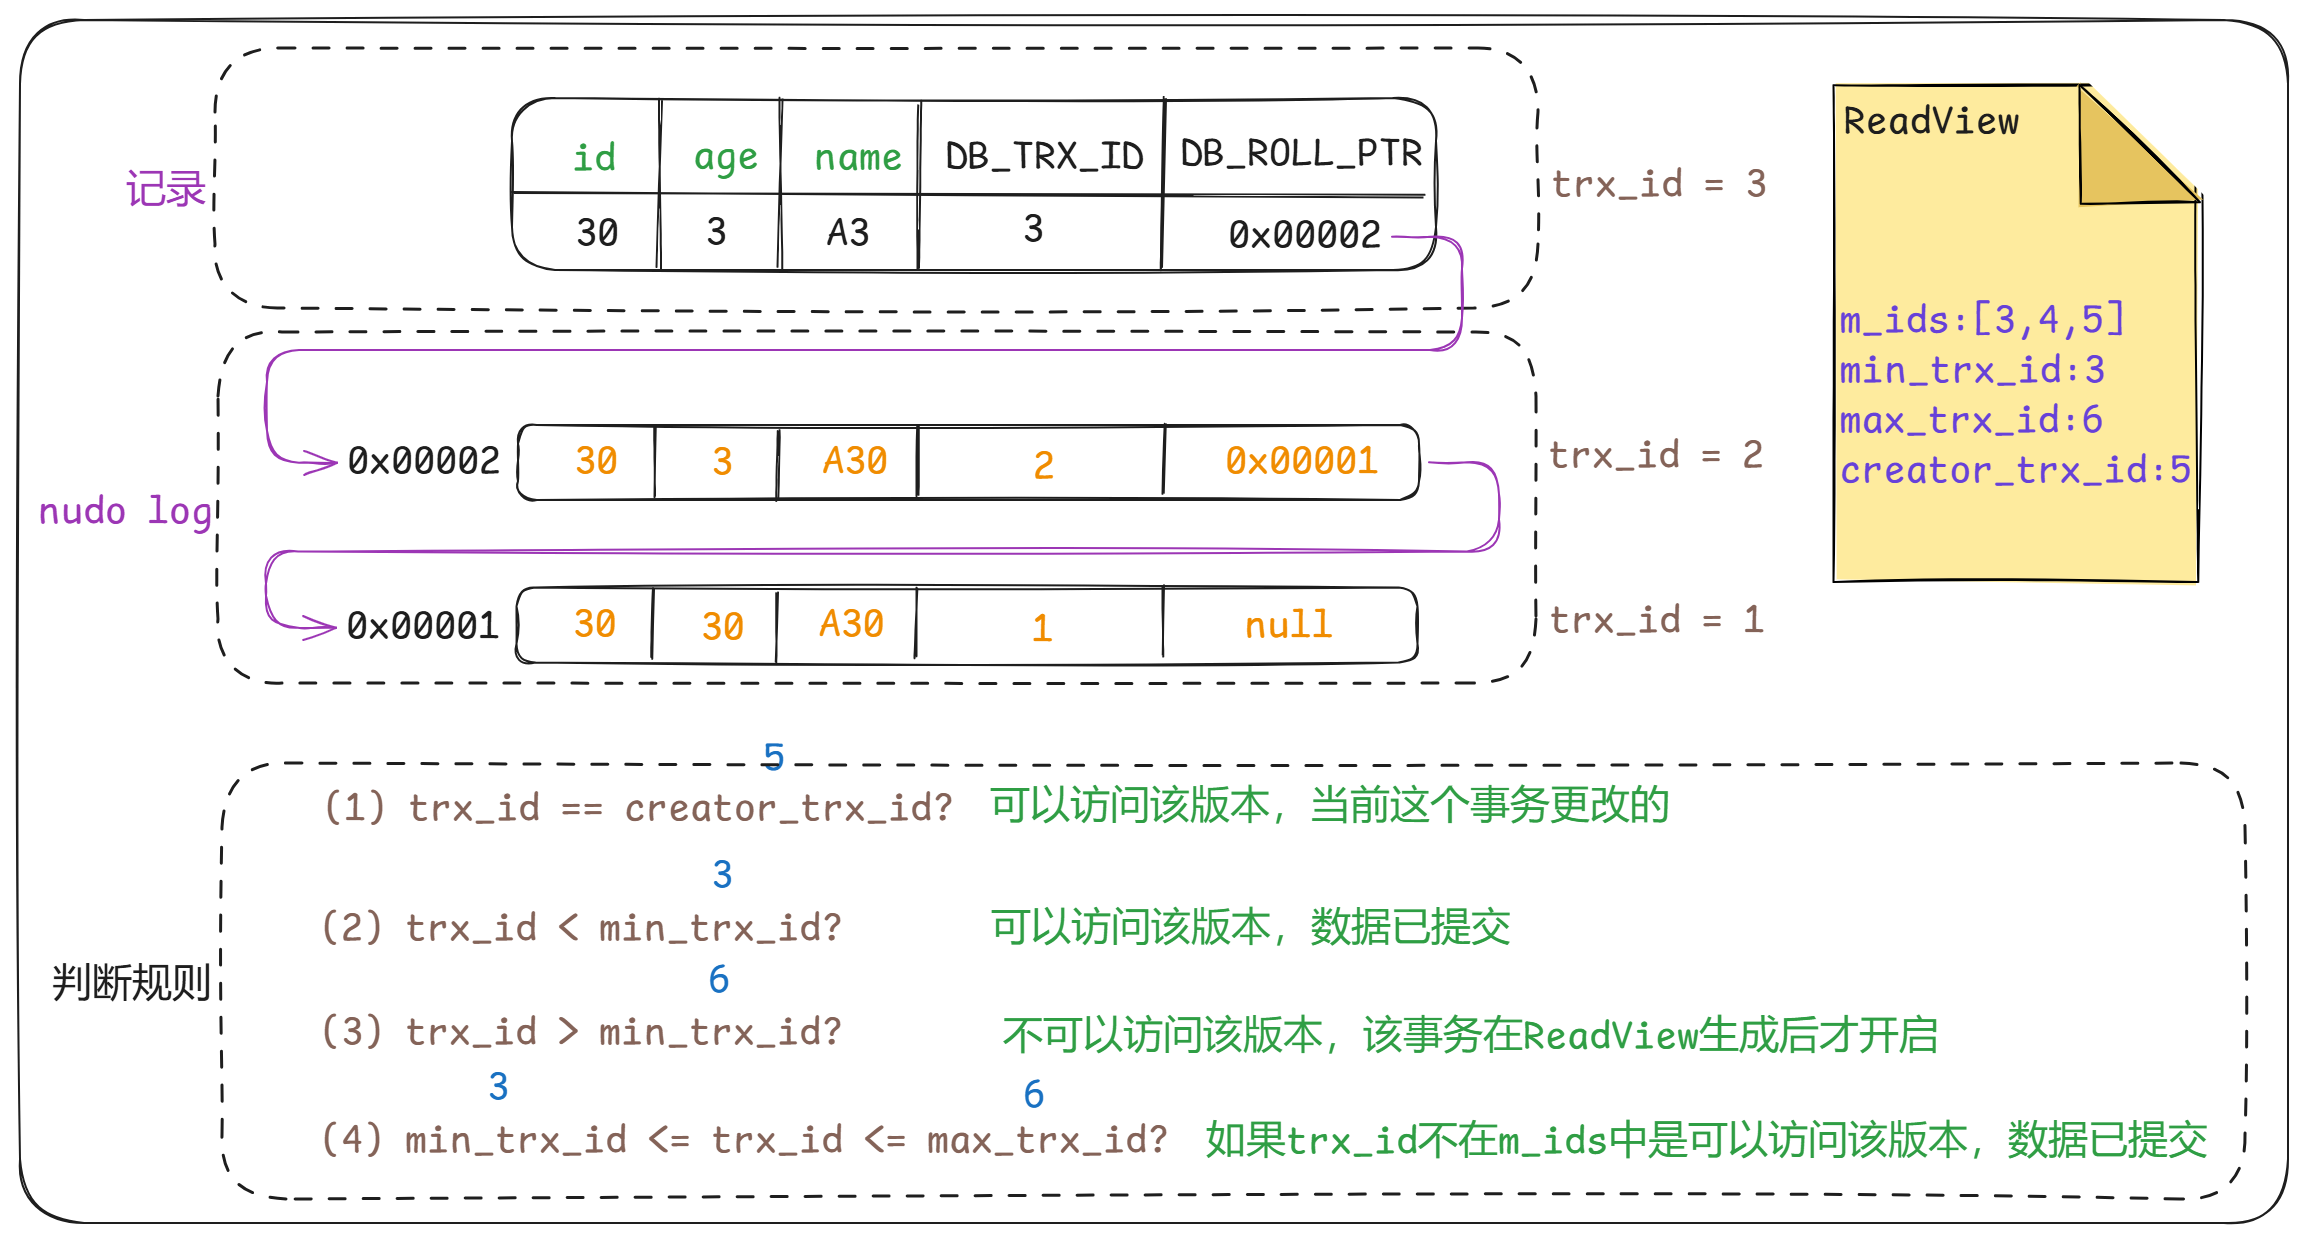 ReadView
id age name DB_TRX_ID DB_ROLL_PTR
记录
trx_id = 3
30 3 A3 3 0x00002
m_ids:[3,4,5]
min_trx_id:3
max_trx_id:6
creator_trx_id:5
0x00002 30 3 A30 2 0x00001
trx_id = 2
nudo log
0x00001 30 30 A30 1 null
trx_id = 1
5
(1) trx_id == creator_trx_id? 可以访问该版本，当前这个事务更改的
3
(2) trx_id < min_trx_id? 可以访问该版本，数据已提交
判断规则
6
(3) trx_id > min_trx_id? 不可以访问该版本，该事务在ReadView生成后才开启
3 6
(4) min_trx_id <= trx_id <= max_trx_id? 如果trx_id不在m_ids中是可以访问该版本，数据已提交